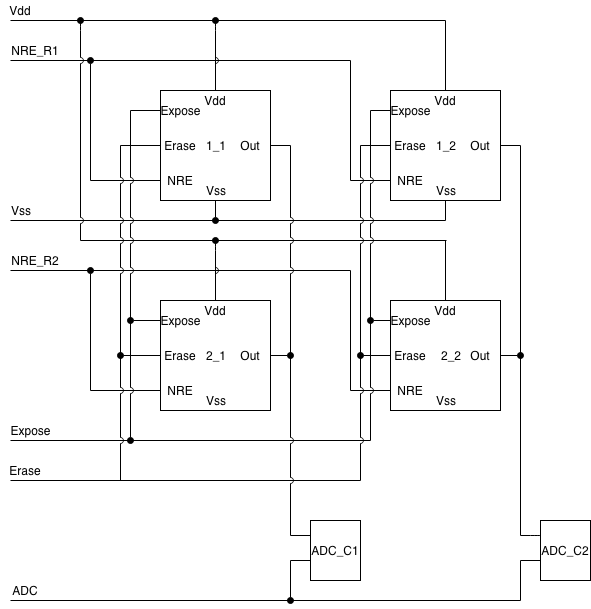 Vdd
NRE_R1
Vdd Vdd
Expose Expose
Erase 1_1 Out Erase 1_2 Out
NRE NRE
Vss Vss
Vss
NRE_R2
Vdd Vdd
Expose Expose
Erase 2_1 Out Erase 2_2 Out
NRE NRE
Vss Vss
Expose
Erase
ADC_C1 ADC_C2
ADC